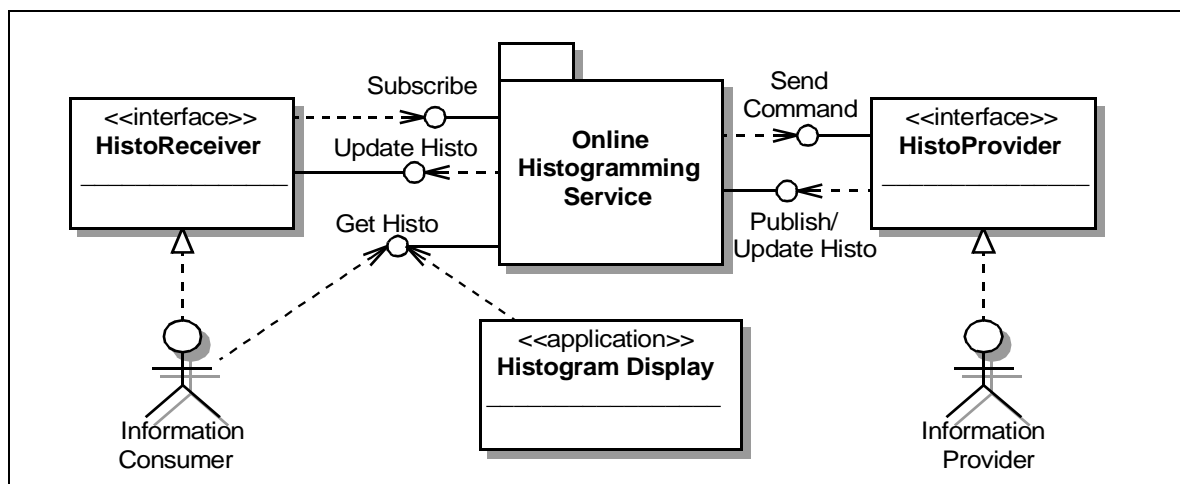 Subscribe
<<interface>>
HistoReceiver
Update Histo
Get Histo
Online
Histogramming
Service
Send
Command
<<interface>>
HistoProvider
Publish/
Update Histo
<<application>>
Histogram Display
Information
Consumer
Information
Provider